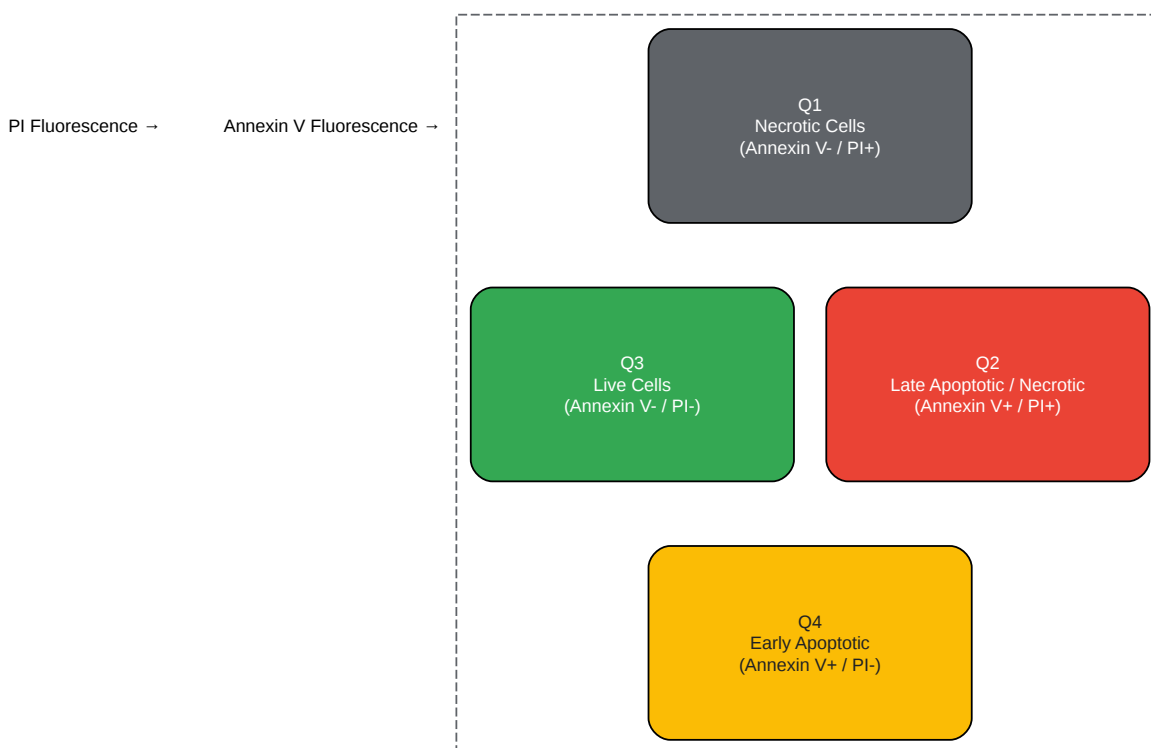 PI Fluorescence →
Annexin V Fluorescence →
Q1
Necrotic Cells
(Annexin V- / PI+)
Q3
Live Cells
(Annexin V- / PI-)
Q2
Late Apoptotic / Necrotic
(Annexin V+ / PI+)
Q4
Early Apoptotic
(Annexin V+ / PI-)